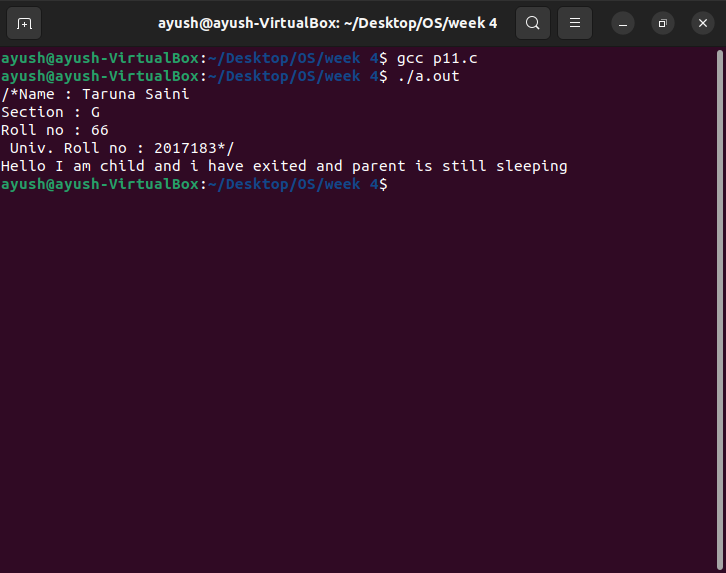 ayush@ayush-VirtualBox: ~/Desktop/OS/week 4
ayush@ayush-VirtualBox:~/Desktop/OS/week 4$ gcc p11.c
ayush@ayush-VirtualBox:~/Desktop/OS/week 4$ ./a.out
/*Name : Taruna Saini
Section : G
Roll no : 66
 Univ. Roll no : 2017183*/
Hello I am child and i have exited and parent is still sleeping
ayush@ayush-VirtualBox:~/Desktop/OS/week 4$